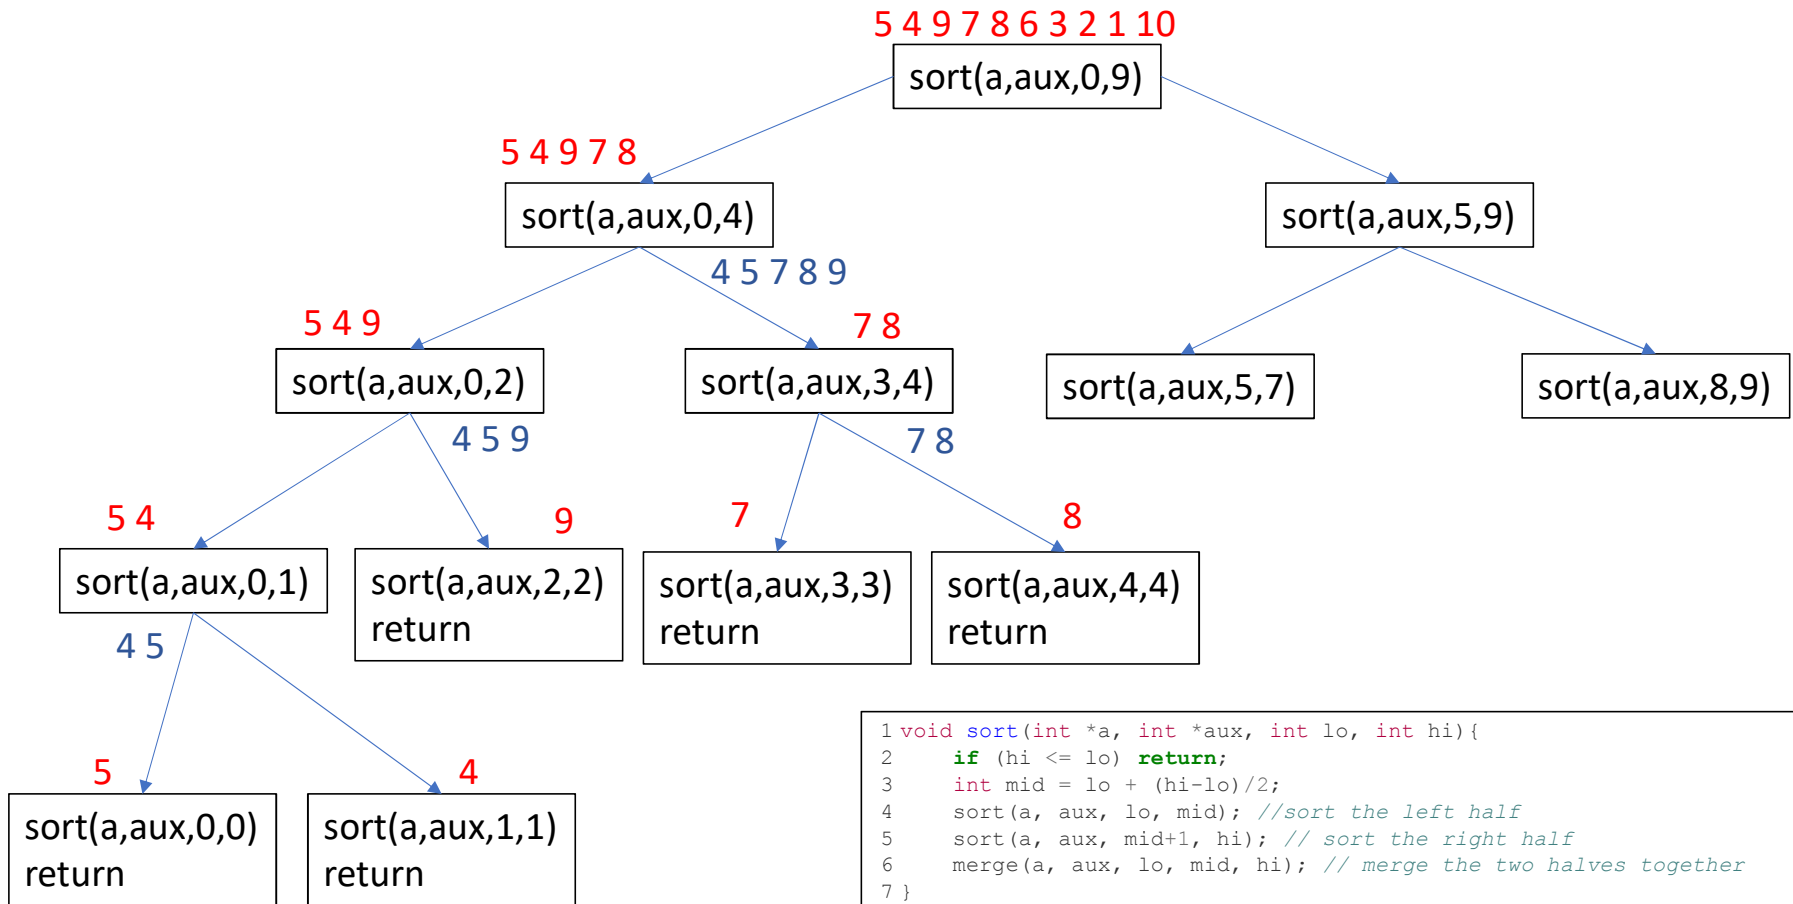 5 4 9 7 8 6 3 2 1 10
sort(a,aux,0,9)
5 4 9 7 8
sort(a,aux,0,4)
sort(a,aux,5,9)
4 5 7 8 9
5 4 9
7 8
sort(a,aux,0,2)
sort(a,aux,3,4)
sort(a,aux,5,7)
sort(a,aux,8,9)
4 5 9
7 8
5 4
9
7
8
sort(a,aux,0,1)
sort(a,aux,2,2)
return
sort(a,aux,3,3)
return
sort(a,aux,4,4)
return
4 5
5
4
sort(a,aux,0,0)
return
sort(a,aux,1,1)
return
1 void sort(int *a, int *aux, int lo, int hi){
2     if (hi <= lo) return;
3     int mid = lo + (hi-lo)/2;
4     sort(a, aux, lo, mid); //sort the left half
5     sort(a, aux, mid+1, hi); // sort the right half
6     merge(a, aux, lo, mid, hi); // merge the two halves together
7 }